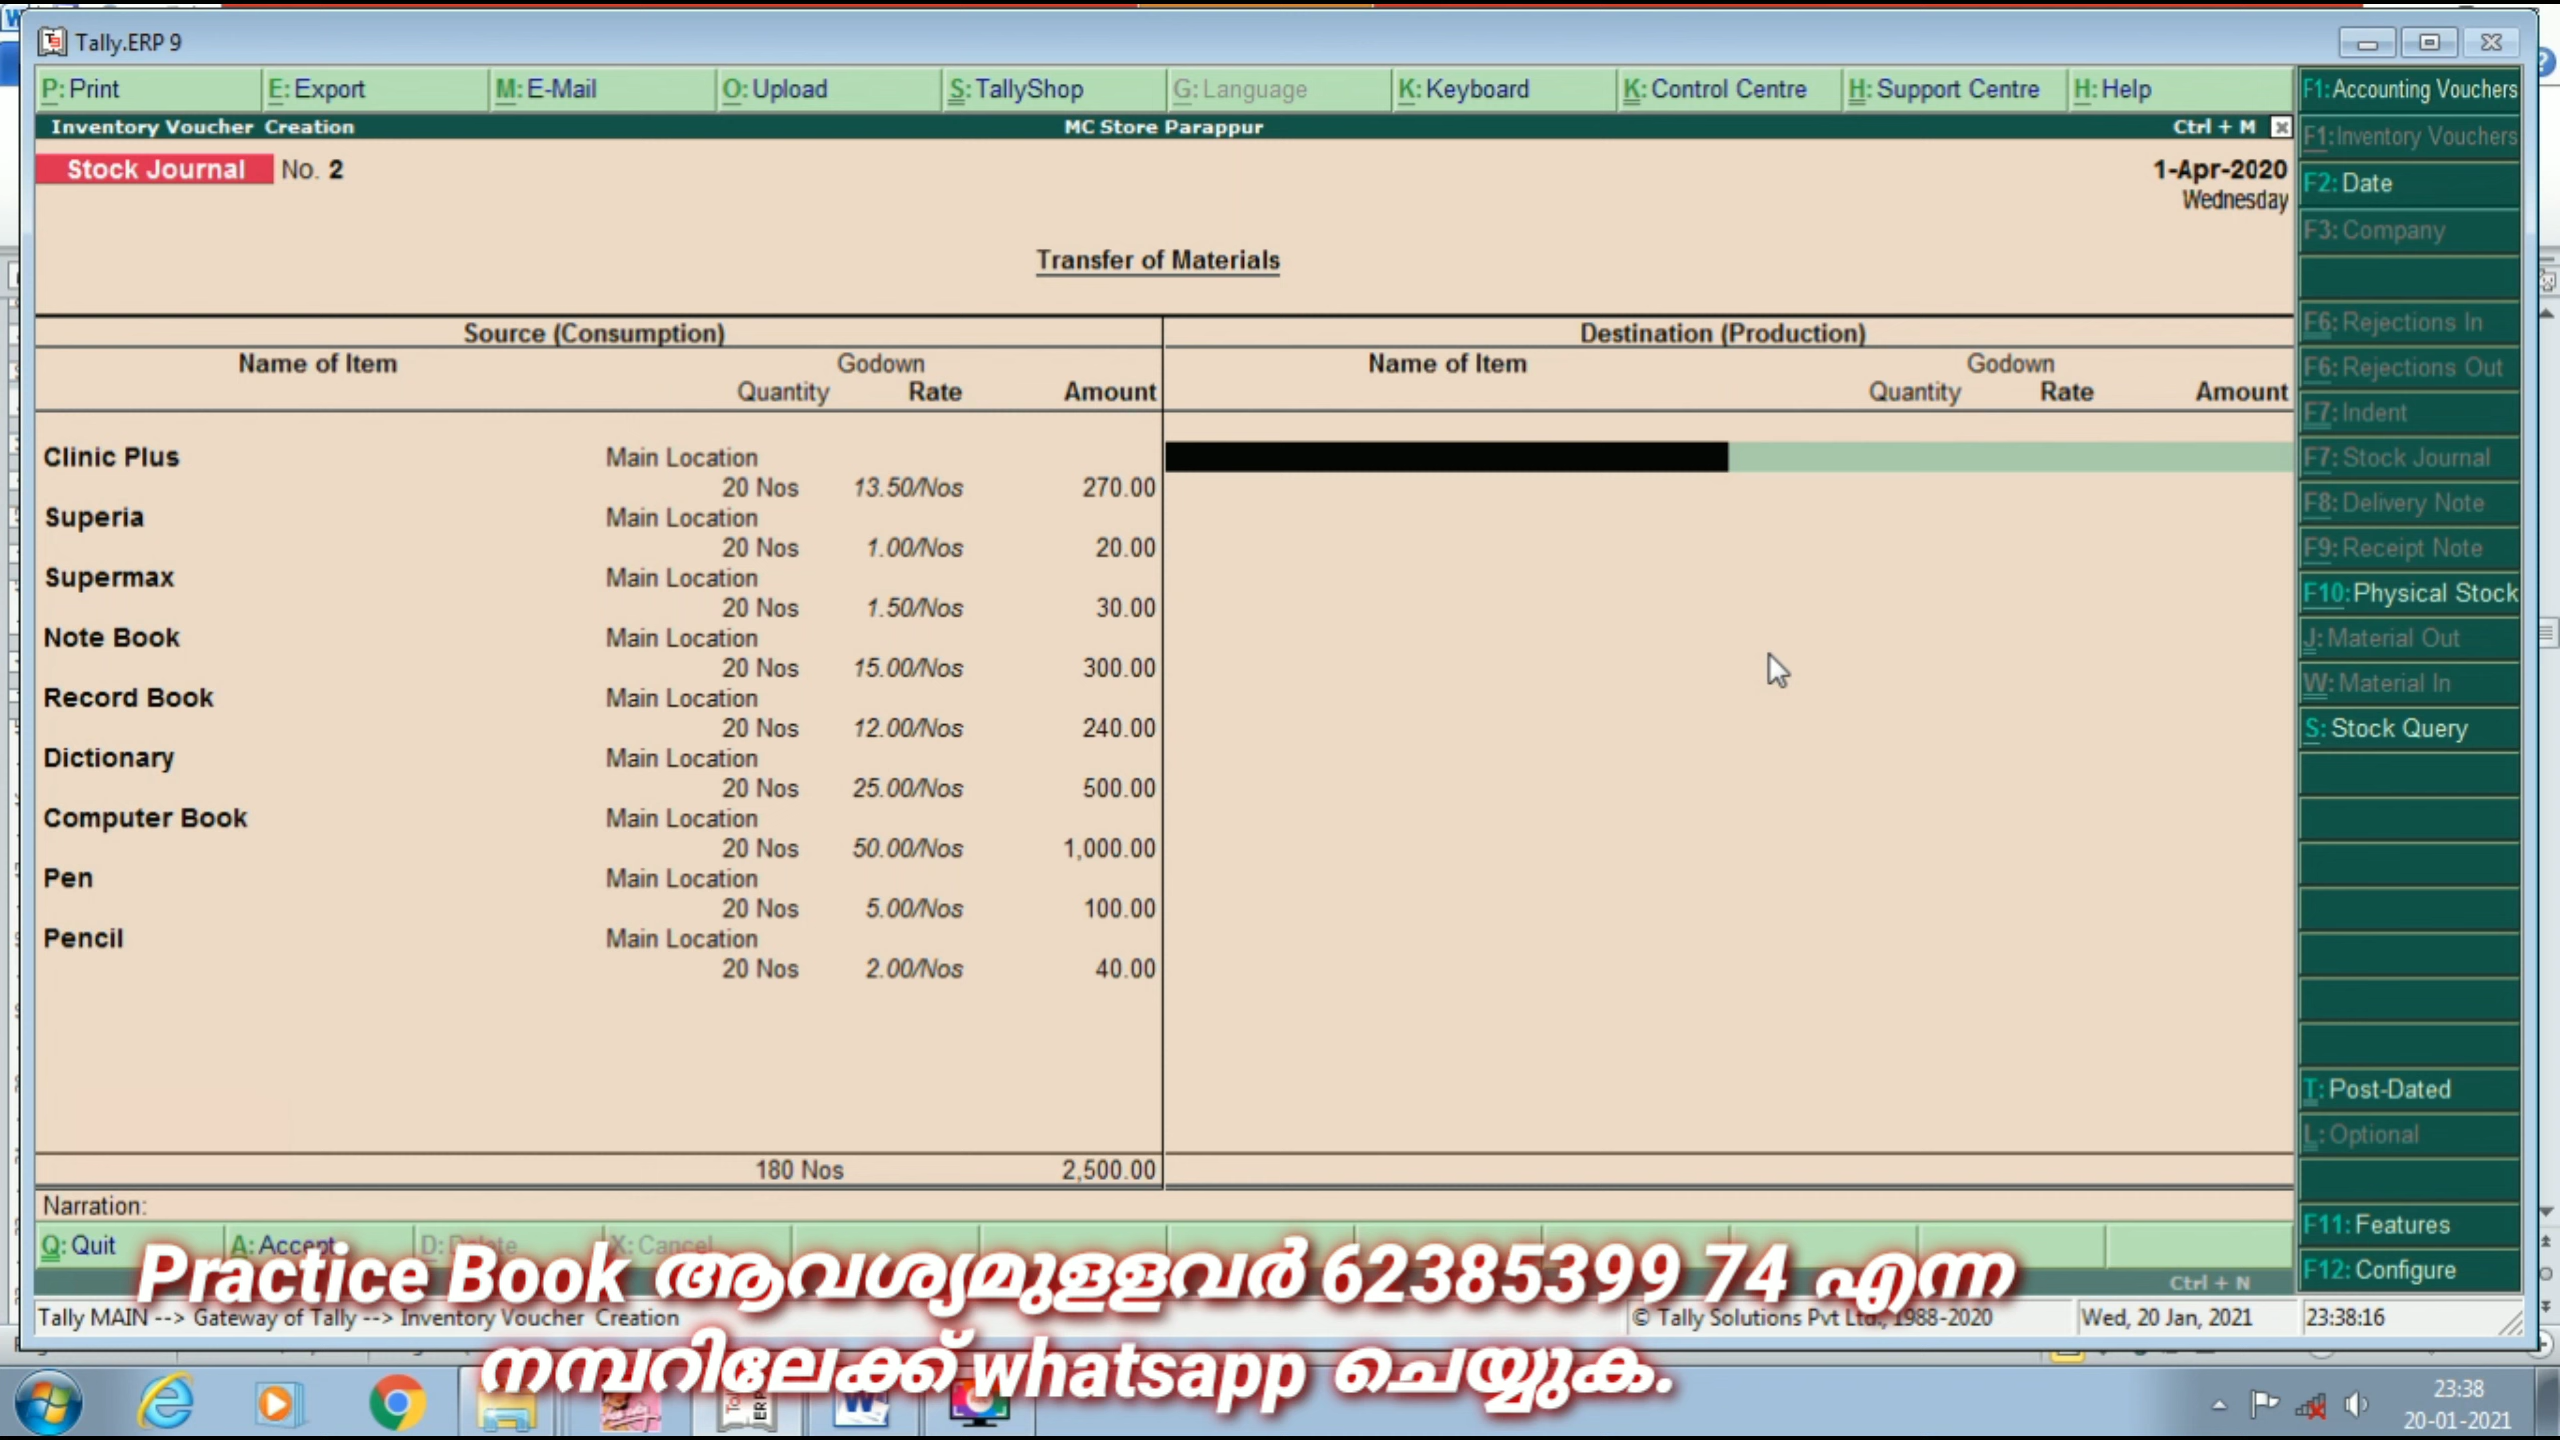 Tally.ERP 9
P: Print E: Export M: E-Mail O: Upload S: TallyShop G: Language K: Keyboard K: Control Centre H: Support Centre H: Help
Inventory Voucher Creation MC Store Parappur Ctrl + M
Stock Journal No. 2 1-Apr-2020
Wednesday
Transfer of Materials
Source (Consumption) Destination (Production)
Name of Item Godown Name of Item Godown
Quantity Rate Amount Quantity Rate Amount
Clinic Plus Main Location
20 Nos 13.50/Nos 270.00
Superia Main Location
20 Nos 1.00/Nos 20.00
Supermax Main Location
20 Nos 1.50/Nos 30.00
Note Book Main Location
20 Nos 15.00/Nos 300.00
Record Book Main Location
20 Nos 12.00/Nos 240.00
Dictionary Main Location
20 Nos 25.00/Nos 500.00
Computer Book Main Location
20 Nos 50.00/Nos 1,000.00
Pen Main Location
20 Nos 5.00/Nos 100.00
Pencil Main Location
20 Nos 2.00/Nos 40.00
180 Nos 2,500.00
Narration:
Q: Quit A: Accept D: Delete X: Cancel
Ctrl + N
Practice Book ആവശ്യമുള്ളവർ 62385399 74 എന്ന
നമ്പറിലേക്ക് whatsapp ചെയ്യുക.
Tally MAIN --> Gateway of Tally --> Inventory Voucher Creation © Tally Solutions Pvt Ltd., 1988-2020 Wed, 20 Jan, 2021 23:38:16
F1: Accounting Vouchers
F1: Inventory Vouchers
F2: Date
F3: Company
F6: Rejections In
F6: Rejections Out
F7: Indent
F7: Stock Journal
F8: Delivery Note
F9: Receipt Note
F10: Physical Stock
J: Material Out
W: Material In
S: Stock Query
T: Post-Dated
L: Optional
F11: Features
F12: Configure
23:38
20-01-2021